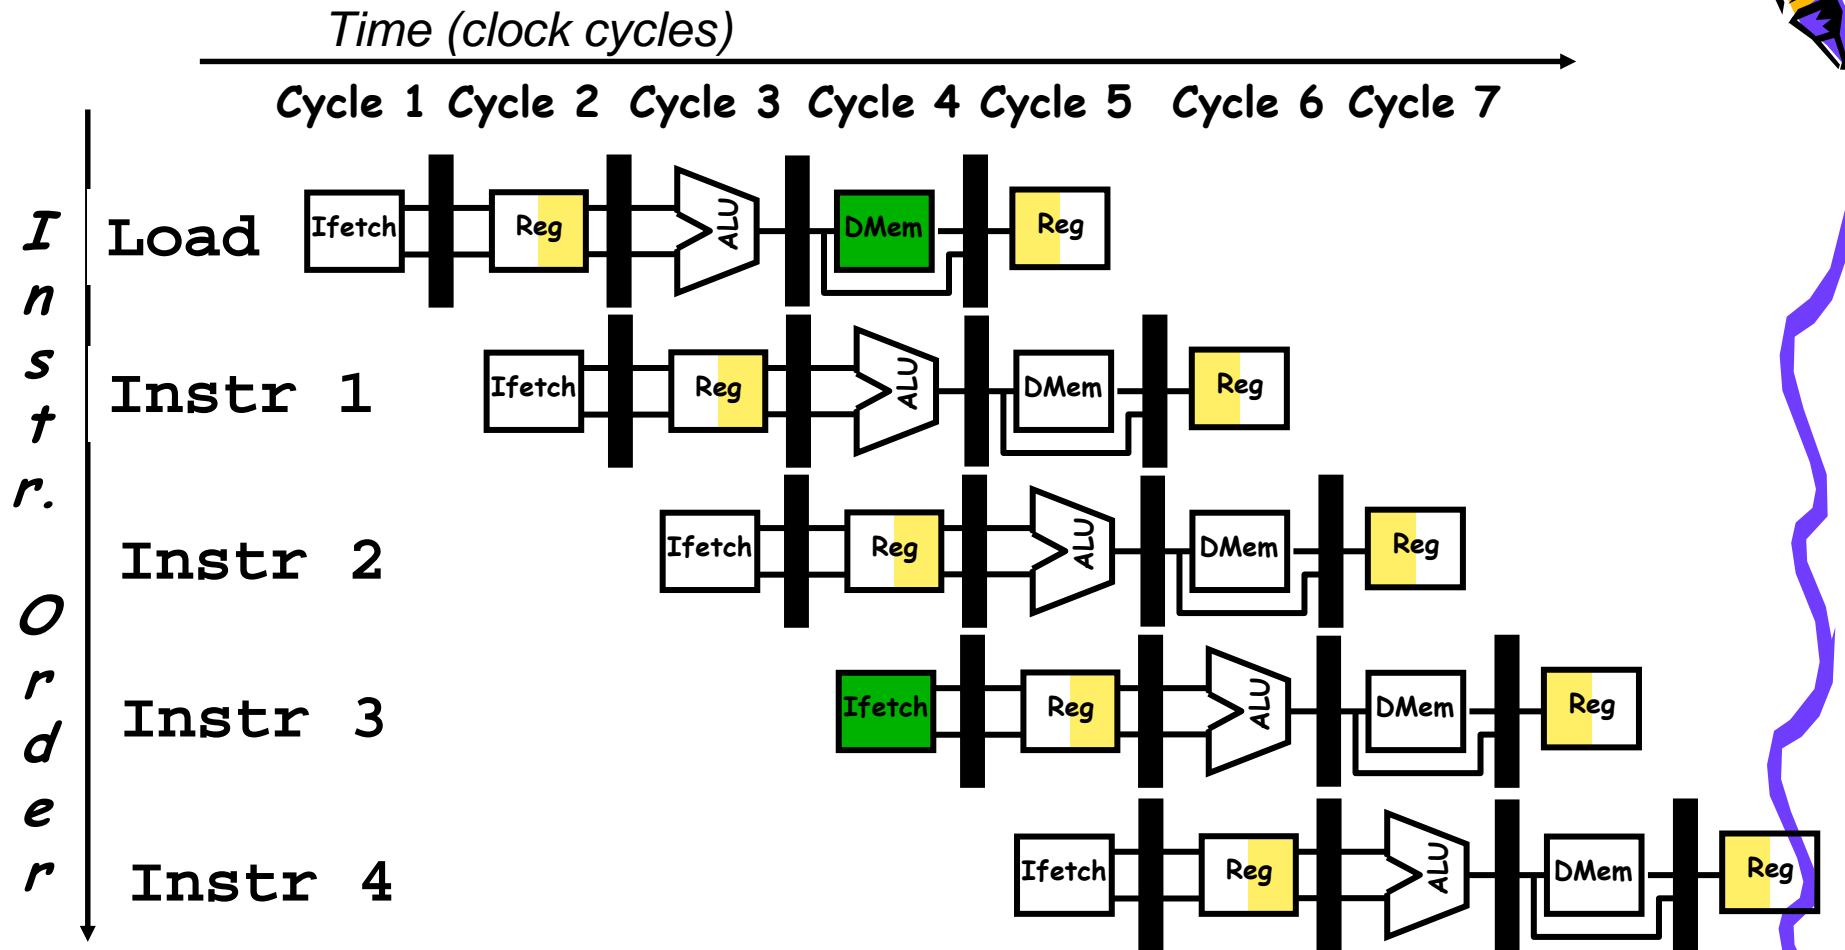 Time (clock cycles)
Cycle 1 Cycle 2 Cycle 3 Cycle 4 Cycle 5 Cycle 6 Cycle 7
Instr. Order
Load Ifetch Reg ALU DMem Reg
Instr 1 Ifetch Reg ALU DMem Reg
Instr 2 Ifetch Reg ALU DMem Reg
Instr 3 Ifetch Reg ALU DMem Reg
Instr 4 Ifetch Reg ALU DMem Reg